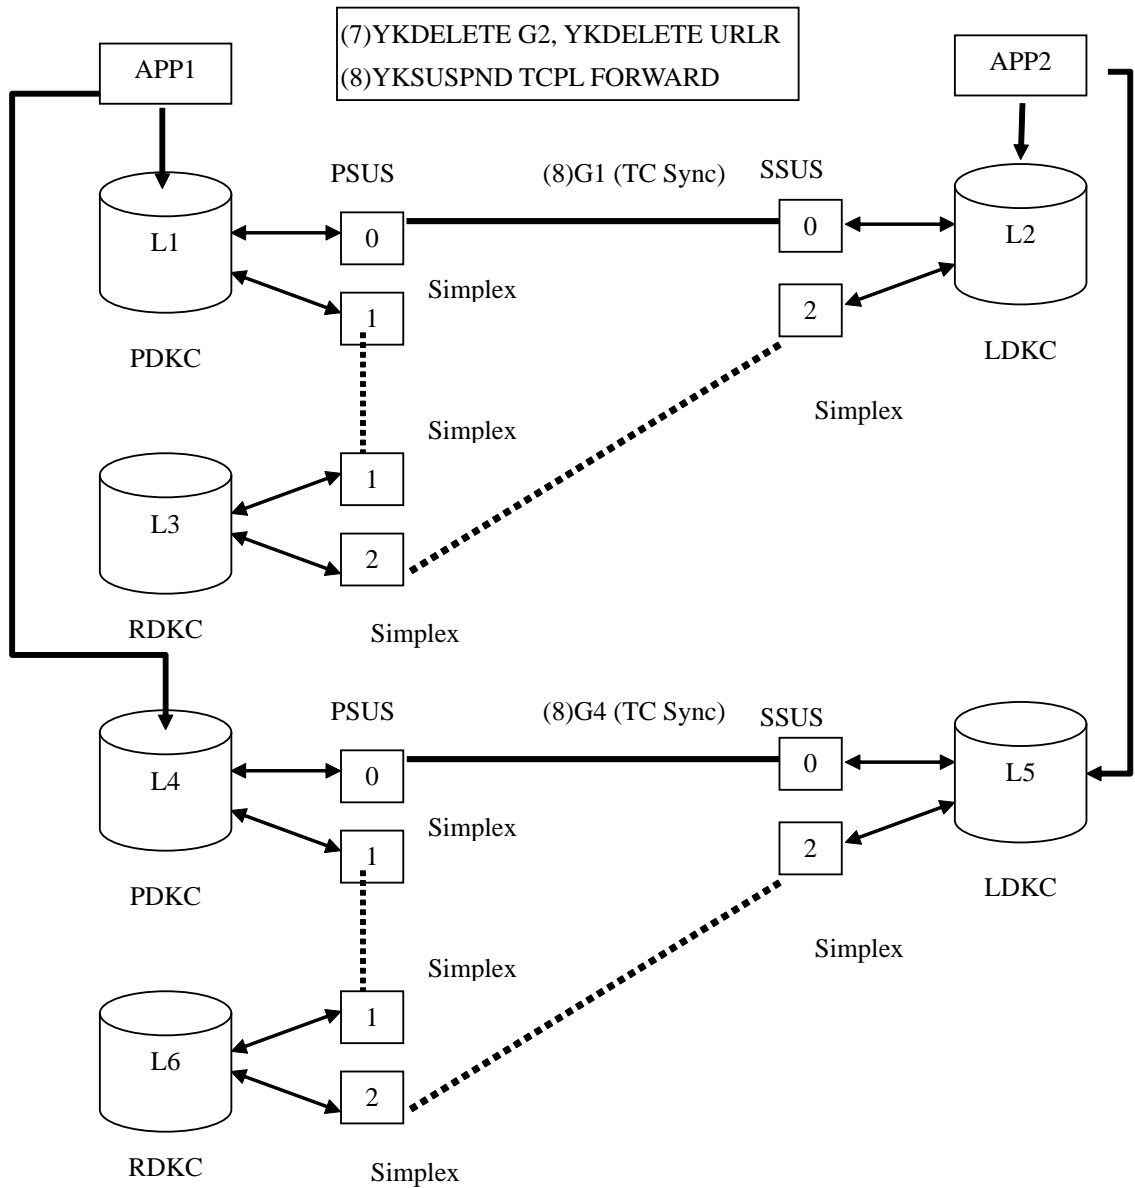 (7)YKDELETE G2, YKDELETE URLR
(8)YKSUSPND TCPL FORWARD
APP1
APP2
PSUS
(8)G1 (TC Sync)
SSUS
L1
0
0
L2
Simplex
1
2
PDKC
LDKC
Simplex
Simplex
L3
1
2
RDKC
Simplex
PSUS
(8)G4 (TC Sync)
SSUS
L4
0
0
L5
Simplex
1
2
PDKC
LDKC
Simplex
Simplex
L6
1
2
RDKC
Simplex